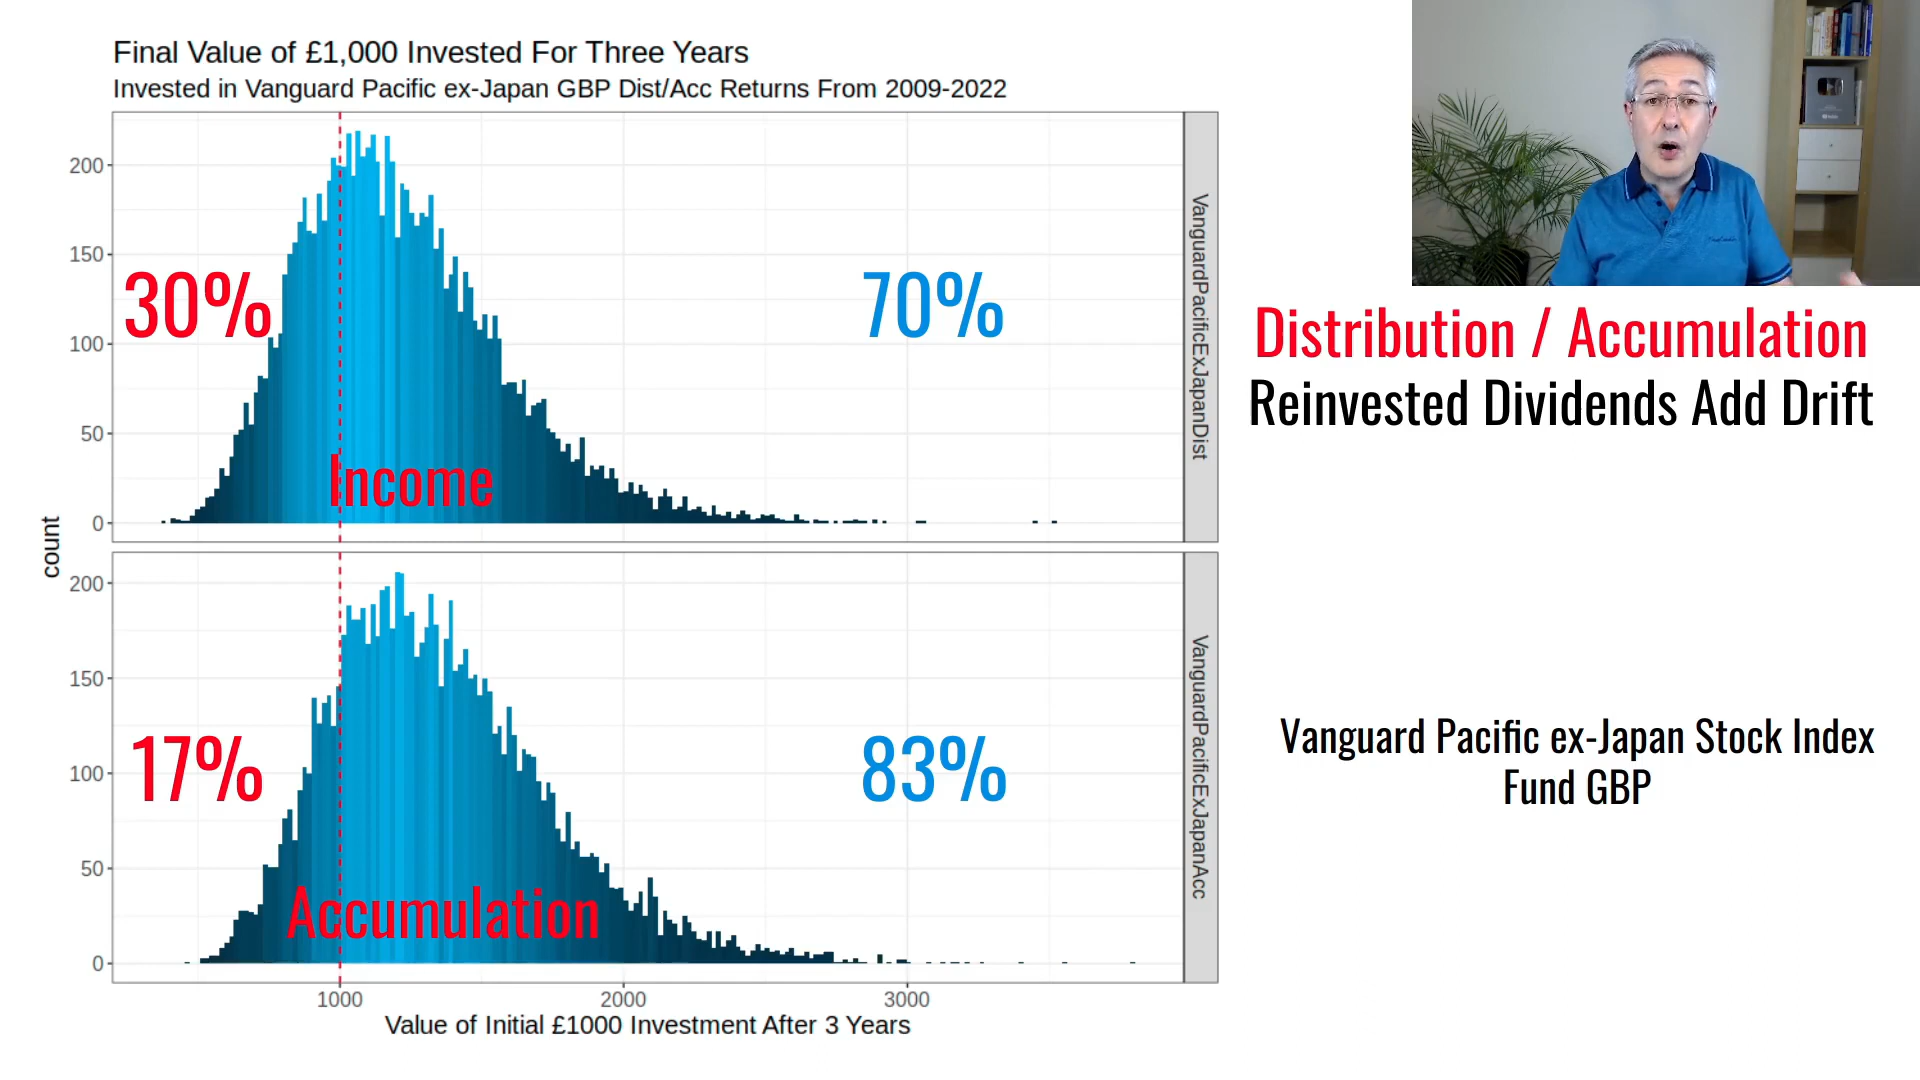 Final Value of £1,000 Invested For Three Years
Invested in Vanguard Pacific ex-Japan GBP Dist/Acc Returns From 2009-2022
200
150
100
50
0
30%
70%
Income
VanguardPacificExJapanDist
count
200
150
100
50
0
17%
83%
Accumulation
VanguardPacificExJapanAcc
1000
2000
3000
Value of Initial £1000 Investment After 3 Years
Distribution / Accumulation
Reinvested Dividends Add Drift
Vanguard Pacific ex-Japan Stock Index
Fund GBP